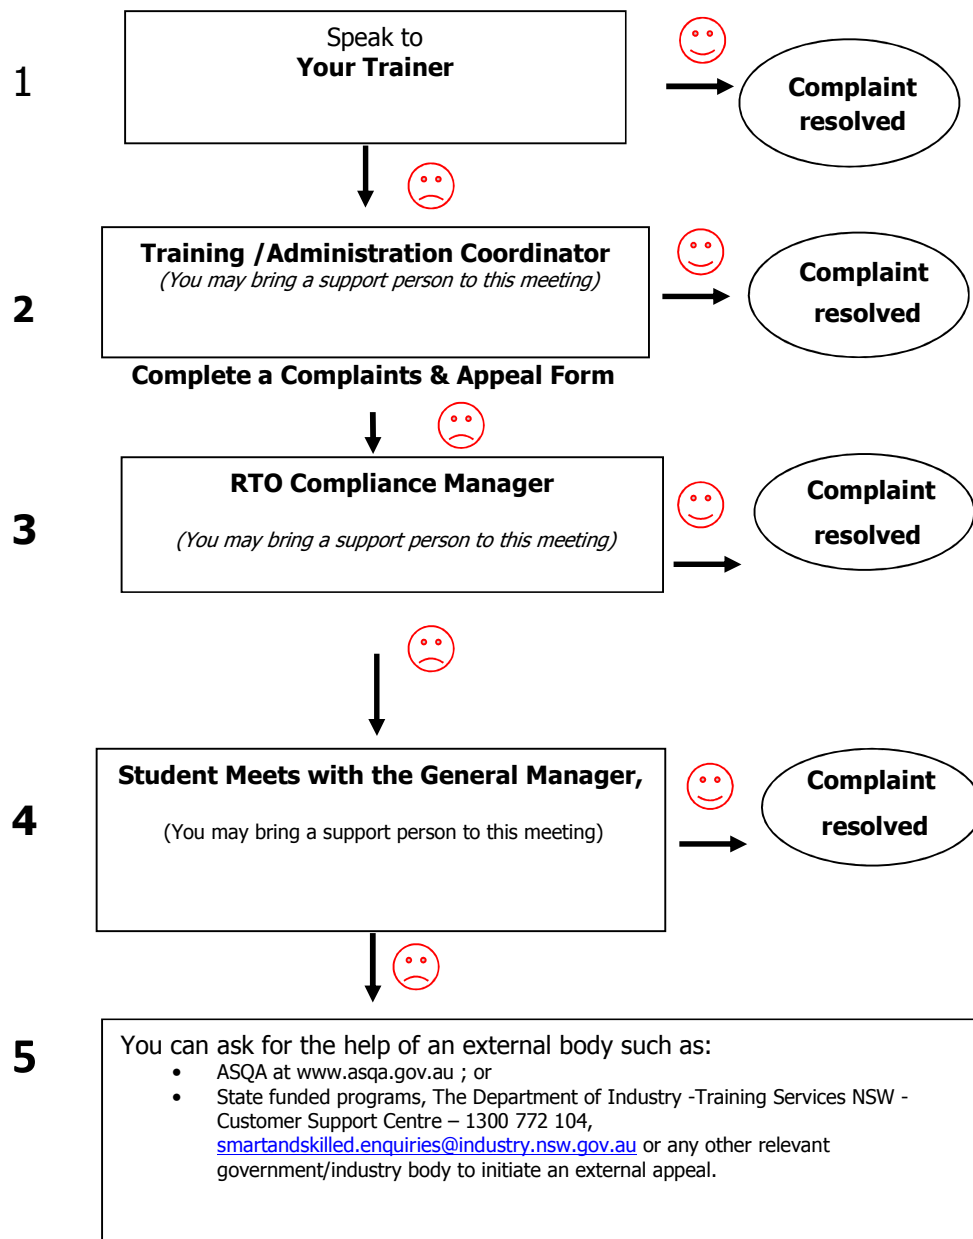 1
Speak to
Your Trainer
Complaint
resolved
2
Training /Administration Coordinator
(You may bring a support person to this meeting)
Complaint
resolved
Complete a Complaints & Appeal Form
3
RTO Compliance Manager
(You may bring a support person to this meeting)
Complaint
resolved
4
Student Meets with the General Manager,
(You may bring a support person to this meeting)
Complaint
resolved
5
You can ask for the help of an external body such as:
• ASQA at www.asqa.gov.au ; or
• State funded programs, The Department of Industry -Training Services NSW -
Customer Support Centre – 1300 772 104,
smartandskilled.enquiries@industry.nsw.gov.au or any other relevant
government/industry body to initiate an external appeal.